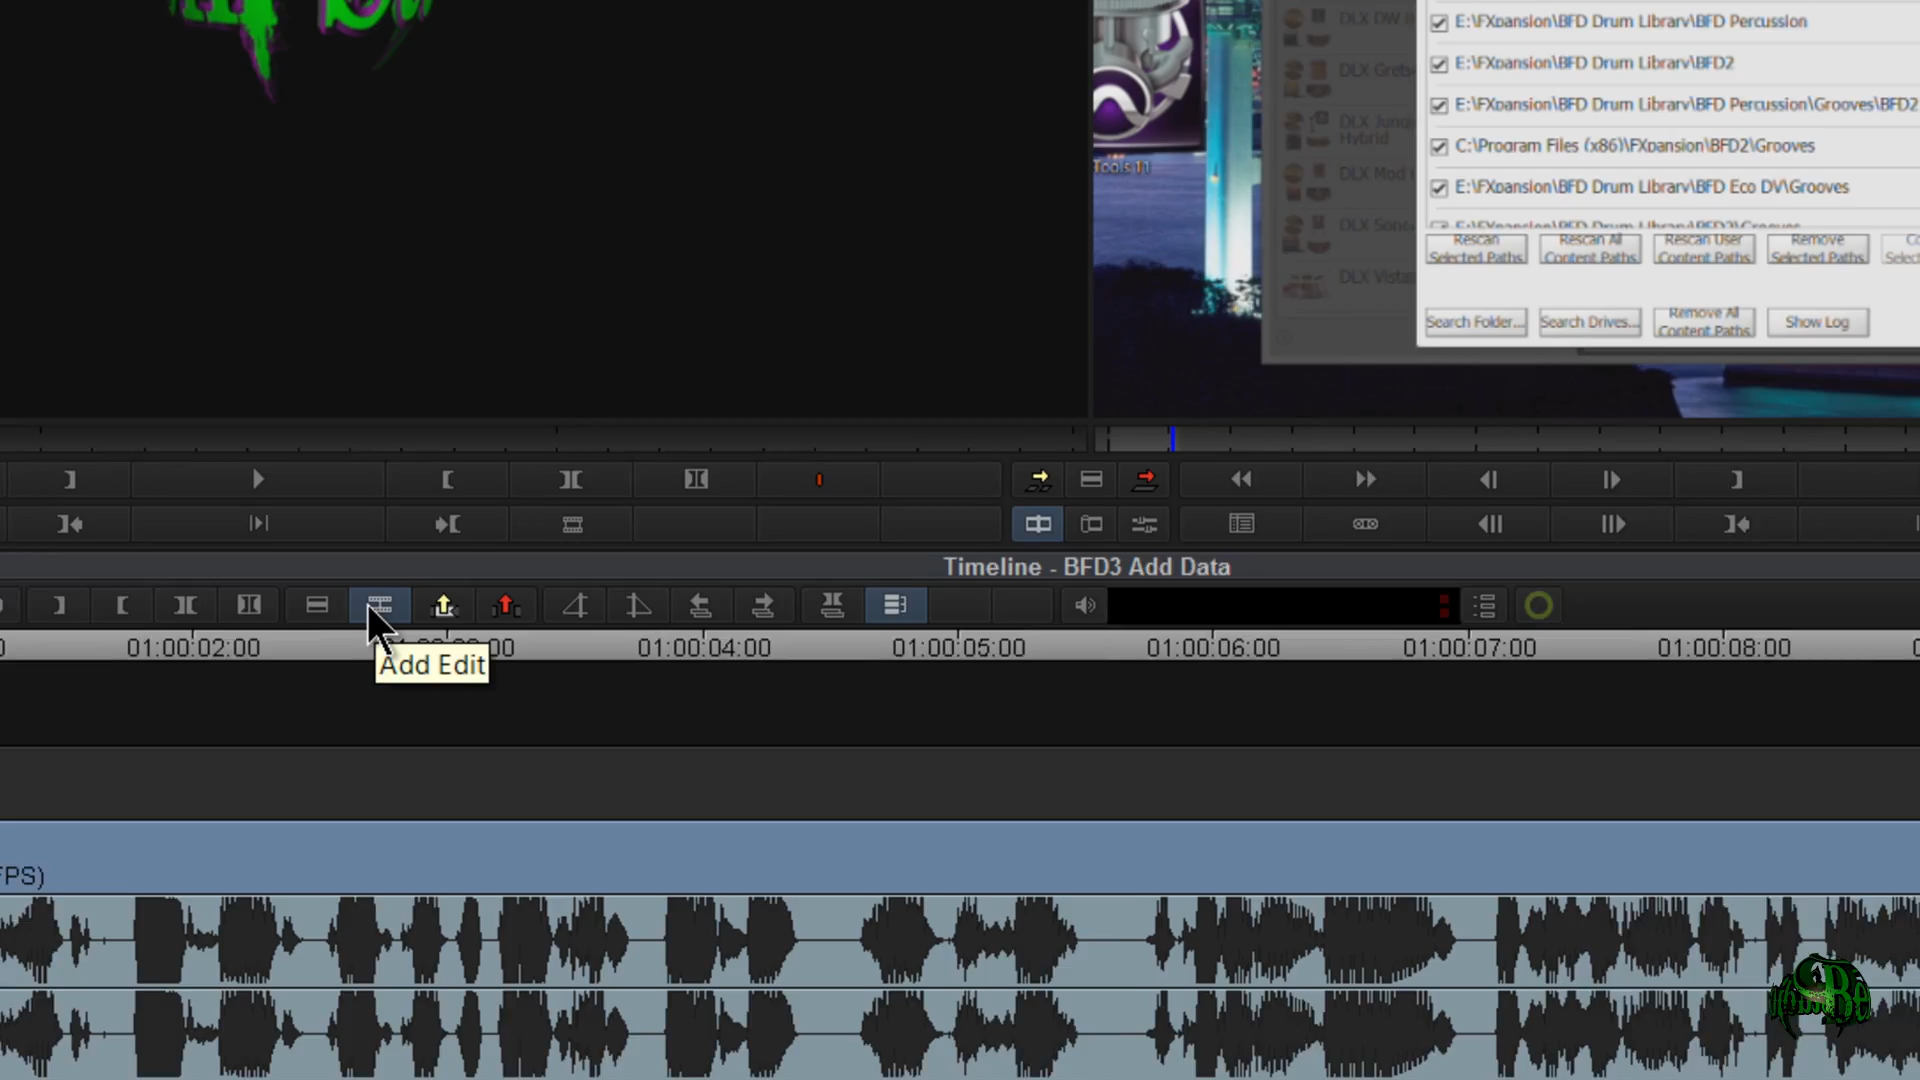 E:\FXpansion\BFD Drum Library\BFD Percussion
E:\FXpansion\BFD Drum Library\BFD2
E:\FXpansion\BFD Drum Library\BFD Percussion\Grooves\BFD2
C:\Program Files (x86)\FXpansion\BFD2\Grooves
E:\FXpansion\BFD Drum Library\BFD Eco DV\Grooves
E:\FXpansion\BFD Drum Library\BFD2\Grooves
Rescan Selected Paths
Rescan All Content Paths
Rescan User Content Paths
Remove Selected Paths
Search Folder...
Search Drives...
Remove All Content Paths
Show Log
DLX DW
DLX Grets
DLX Jun
Hybrid
DLX Mod
DLX Son
DLX Vista
Tools 11
Timeline - BFD3 Add Data
01:00:02:00
01:00:04:00
01:00:05:00
01:00:06:00
01:00:07:00
01:00:08:00
Add Edit
FPS)